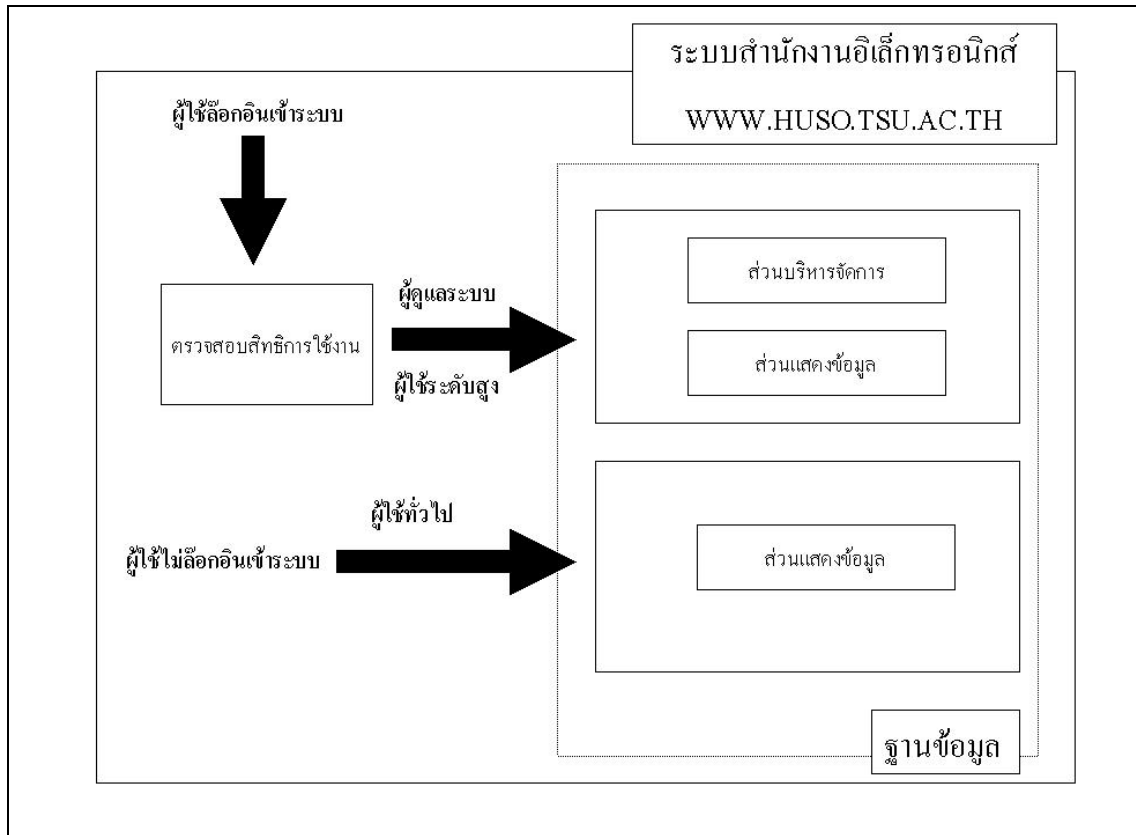 ระบบสำนักงานอิเล็กทรอนิกส์
WWW.HUSO.TSU.AC.TH
ผู้ใช้ล๊อกอินเข้าระบบ
ส่วนบริหารจัดการ
ผู้ดูแลระบบ
ตรวจสอบสิทธิการใช้งาน
ส่วนแสดงข้อมูล
ผู้ใช้ระดับสูง
ผู้ใช้ทั่วไป
ผู้ใช้ไม่ล๊อกอินเข้าระบบ
ส่วนแสดงข้อมูล
ฐานข้อมูล